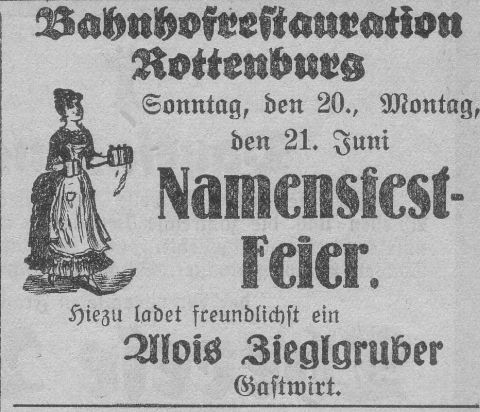 Bahnhofrestauration
Rottenburg
Sonntag, den 20., Montag,
den 21. Juni
Namensfest-
Feier.
Hiezu ladet freundlichst ein
Alois Zieglgruber
Gastwirt.